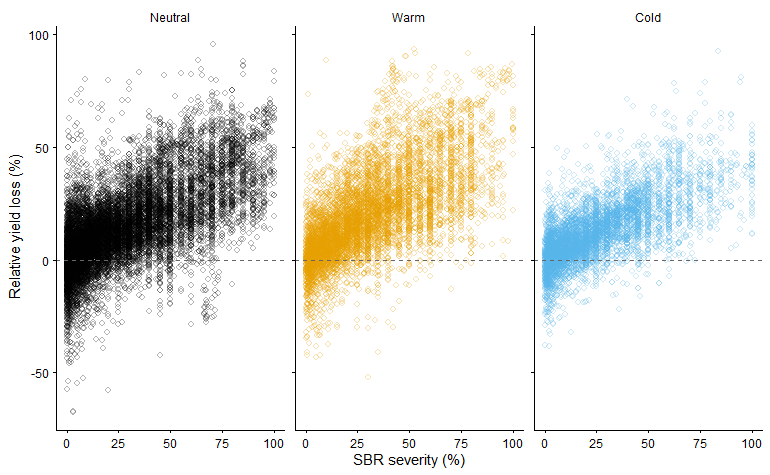 Neutral Warm Cold
Relative yield loss (%)
100
50
0
-50
0 25 50 75 100 0 25 50 75 100 0 25 50 75 100
SBR severity (%)